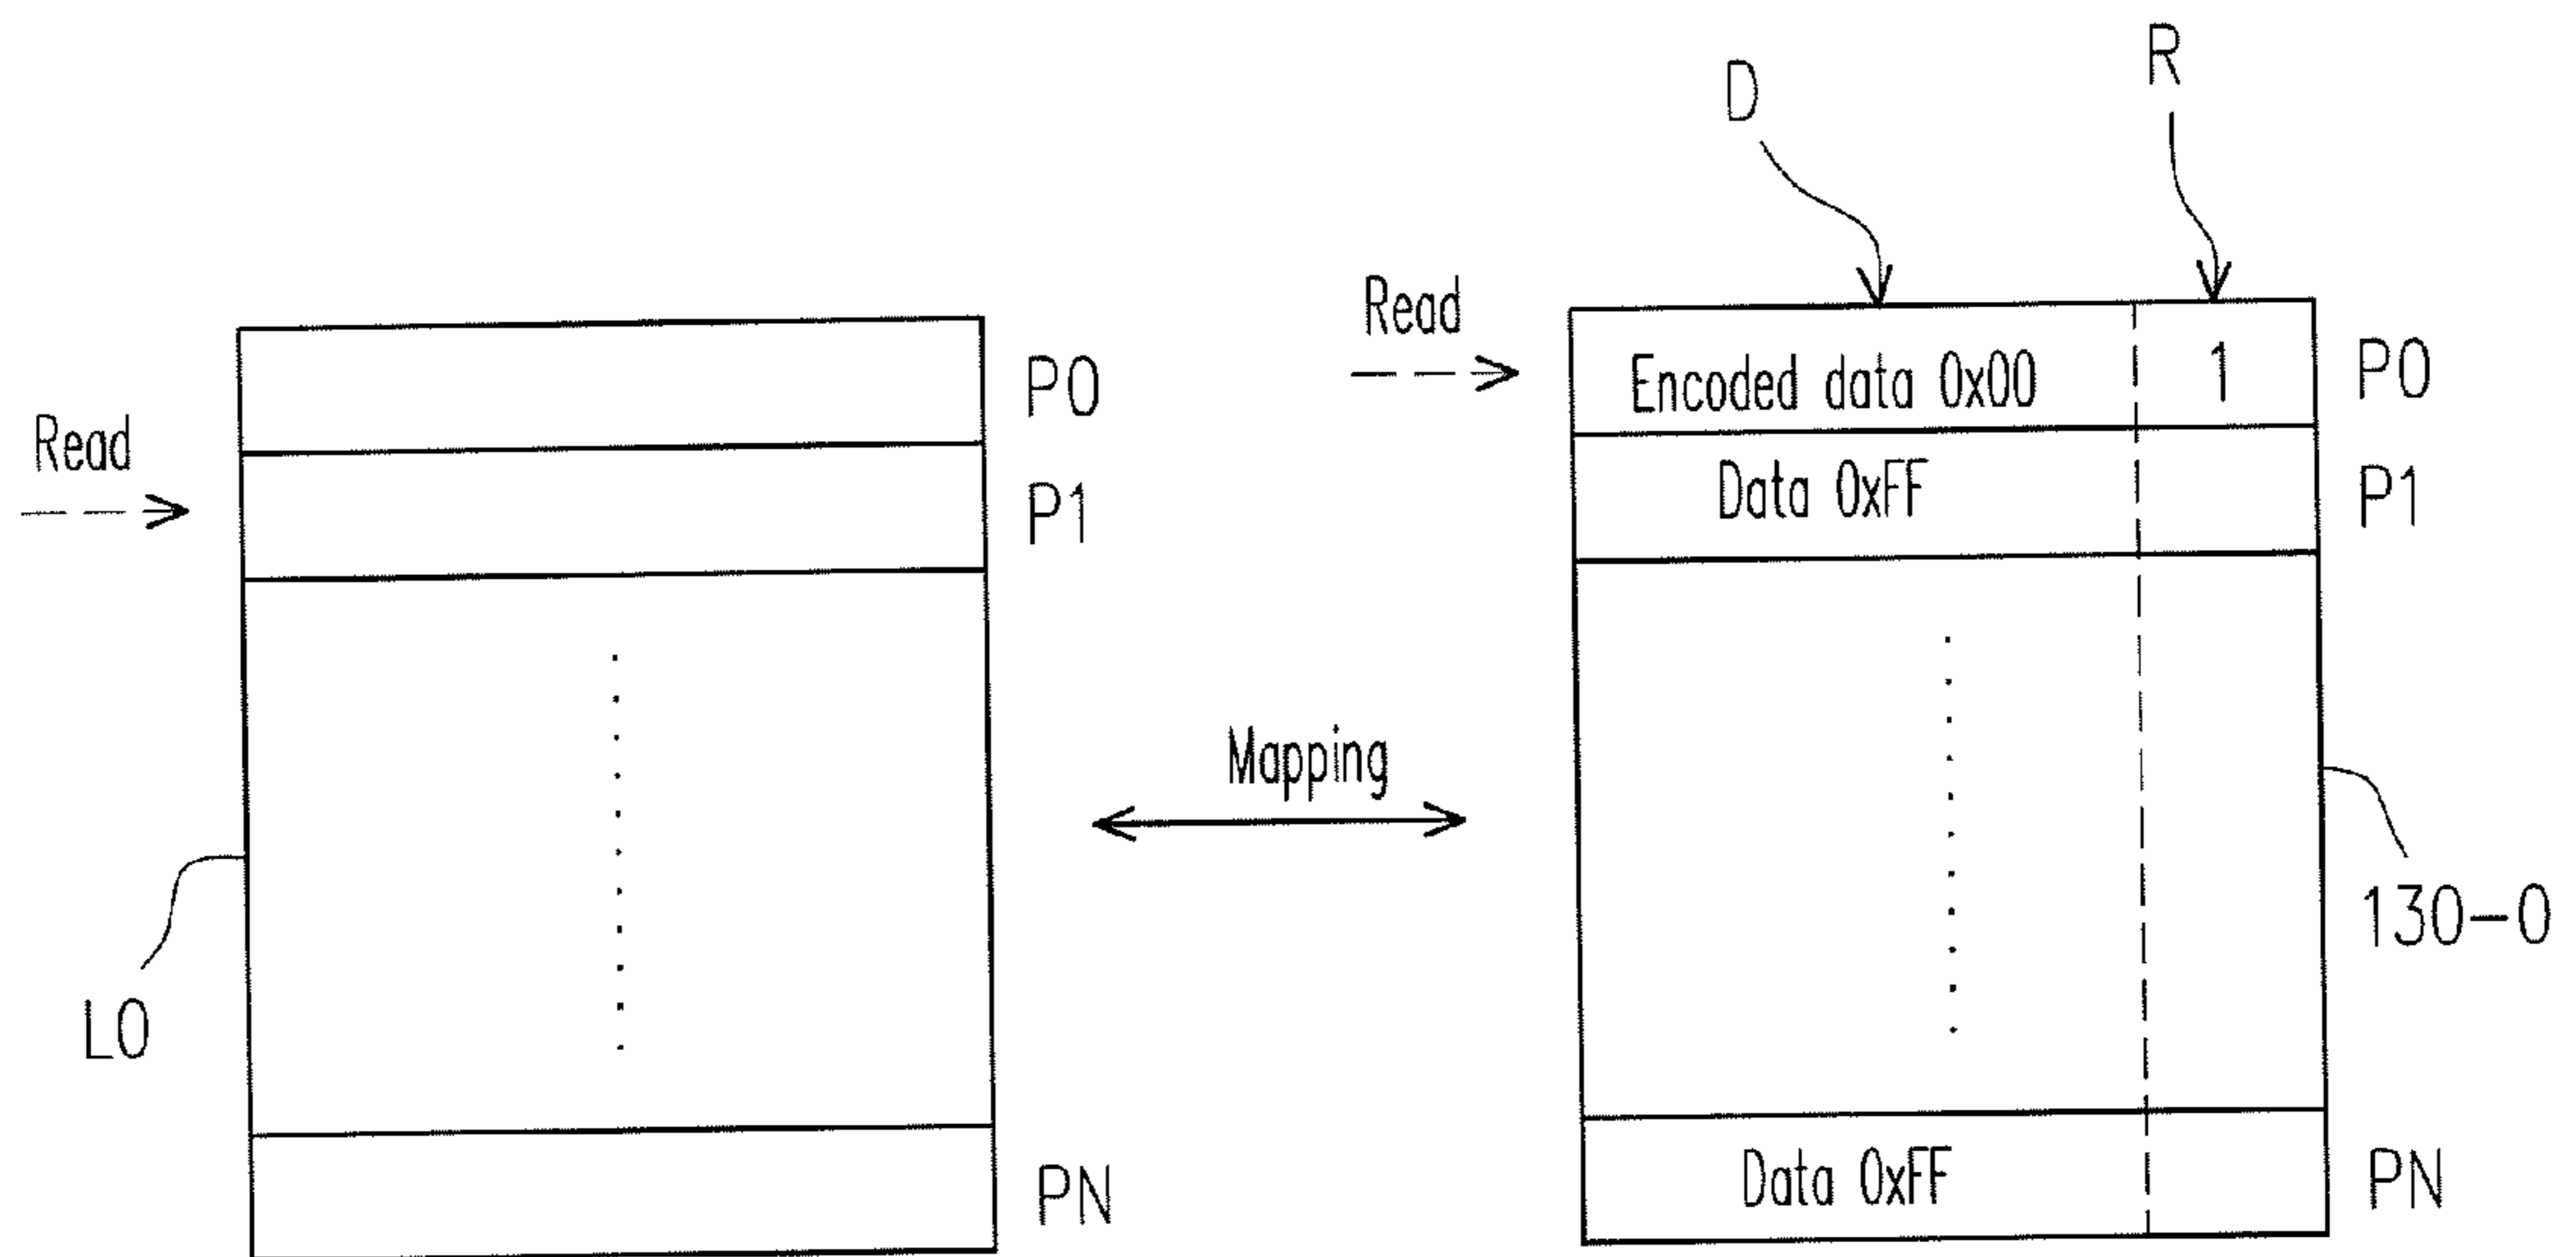 R
D
Read
Encoded data 0x00
1
P0
P0
Read
Data 0xFF
P1
P1
Mapping
130-0
L0
Data 0xFF
PN
PN